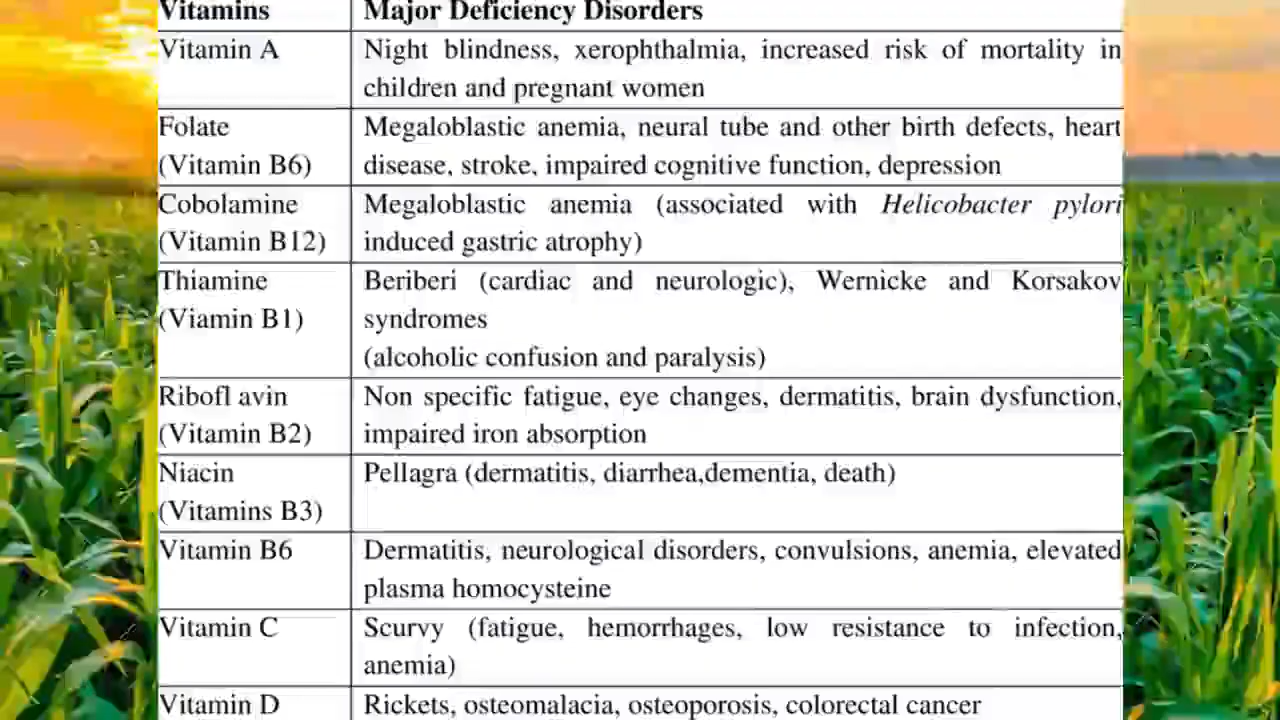 Vitamins Major Deficiency Disorders
Vitamin A Night blindness, xerophthalmia, increased risk of mortality in
children and pregnant women
Folate Megaloblastic anemia, neural tube and other birth defects, heart
(Vitamin B6) disease, stroke, impaired cognitive function, depression
Cobolamine Megaloblastic anemia (associated with Helicobacter pylori
(Vitamin B12) induced gastric atrophy)
Thiamine Beriberi (cardiac and neurologic), Wernicke and Korsakov
(Viamin B1) syndromes
(alcoholic confusion and paralysis)
Ribofl avin Non specific fatigue, eye changes, dermatitis, brain dysfunction,
(Vitamin B2) impaired iron absorption
Niacin Pellagra (dermatitis, diarrhea,dementia, death)
(Vitamins B3)
Vitamin B6 Dermatitis, neurological disorders, convulsions, anemia, elevated
plasma homocysteine
Vitamin C Scurvy (fatigue, hemorrhages, low resistance to infection,
anemia)
Vitamin D Rickets, osteomalacia, osteoporosis, colorectal cancer